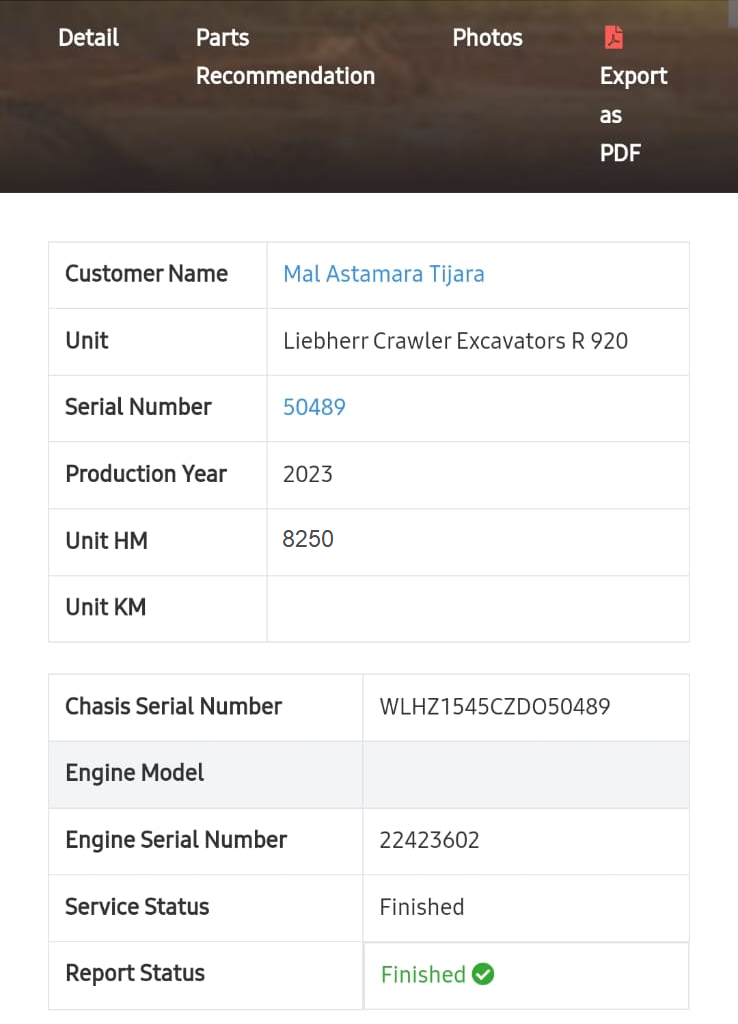 Detail
Parts
Recommendation
Photos
Export
as
PDF
Customer Name Mal Astamara Tijara
Unit Liebherr Crawler Excavators R 920
Serial Number 50489
Production Year 2023
Unit HM 8250
Unit KM
Chasis Serial Number WLHZ1545CZDO50489
Engine Model
Engine Serial Number 22423602
Service Status Finished
Report Status Finished